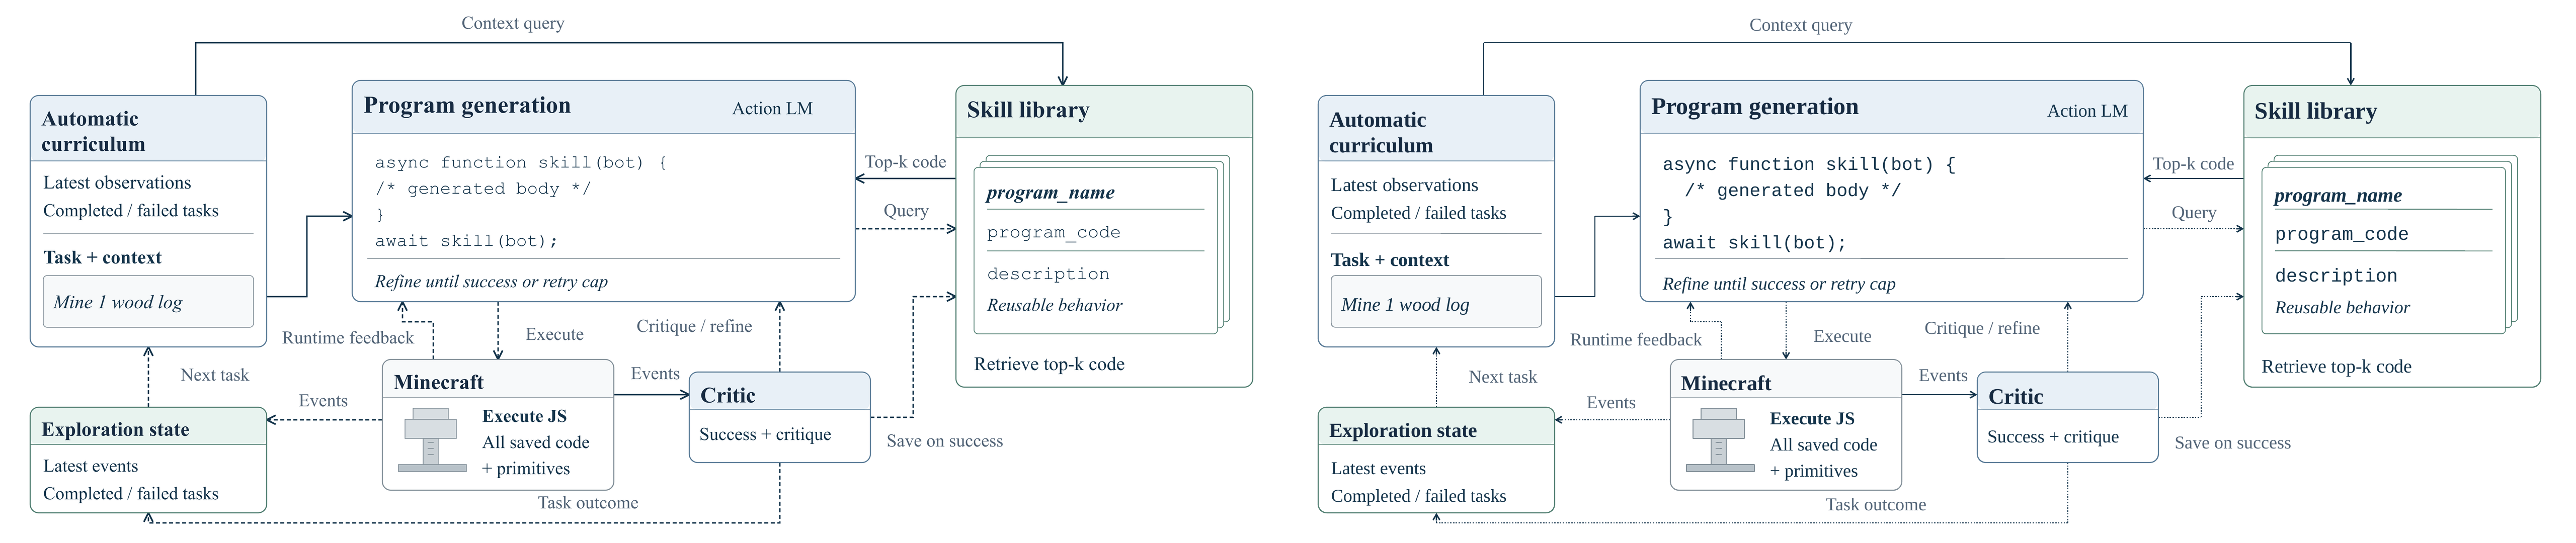 Context query
Automatic
curriculum
Latest observations
Completed / failed tasks
Task + context
Mine 1 wood log
Program generation
Action LM
async function skill(bot) {
/* generated body */
}
await skill(bot);
Refine until success or retry cap
Top-k code
Query
Skill library
program_name
program_code
description
Reusable behavior
Retrieve top-k code
Runtime feedback
Execute
Critique / refine
Next task
Events
Minecraft
Execute JS
All saved code
+ primitives
Events
Critic
Success + critique
Save on success
Exploration state
Latest events
Completed / failed tasks
Task outcome
Context query
Automatic
curriculum
Latest observations
Completed / failed tasks
Task + context
Mine 1 wood log
Program generation
Action LM
async function skill(bot) {
  /* generated body */
}
await skill(bot);
Refine until success or retry cap
Top-k code
Query
Skill library
program_name
program_code
description
Reusable behavior
Retrieve top-k code
Runtime feedback
Execute
Critique / refine
Next task
Events
Minecraft
Execute JS
All saved code
+ primitives
Events
Critic
Success + critique
Save on success
Exploration state
Latest events
Completed / failed tasks
Task outcome